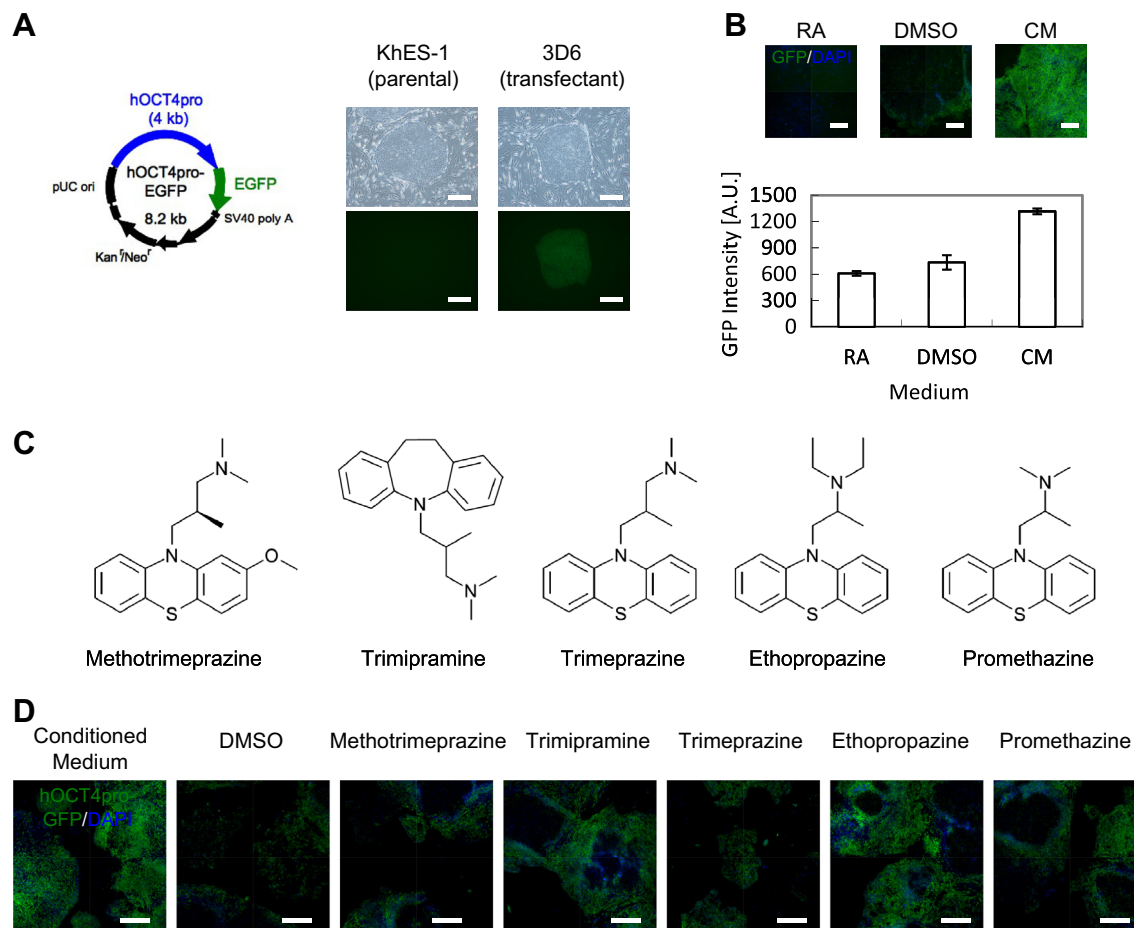 A
KhES-1
(parental)
3D6
(transfectant)
hOCT4pro
(4 kb)
hOCT4pro-
EGFP
8.2 kb
pUC ori
EGFP
SV40 poly A
Kanʳ/Neoʳ
B
RA
DMSO
CM
GFP/DAPI
GFP Intensity [A.U.]
1500
1200
900
600
300
0
RA
DMSO
CM
Medium
C
N
N
O
S
Methotrimeprazine
N
N
Trimipramine
N
N
S
Trimeprazine
N
N
S
Ethopropazine
N
N
S
Promethazine
D
Conditioned
Medium
DMSO
Methotrimeprazine
Trimipramine
Trimeprazine
Ethopropazine
Promethazine
hOCT4pro-
GFP/DAPI